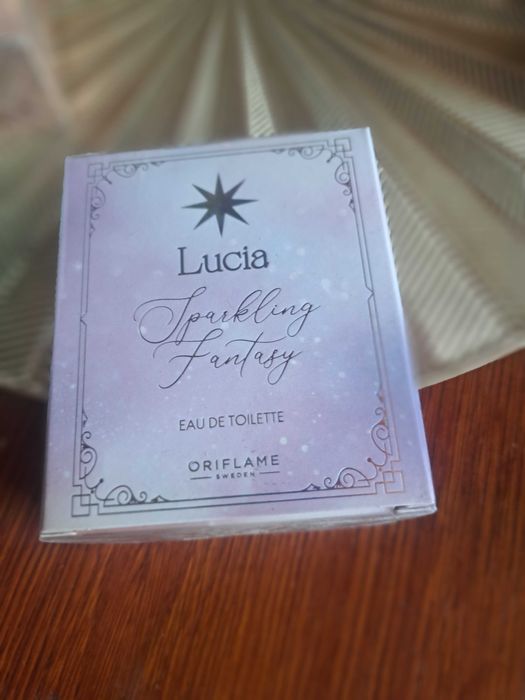 Lucia
Sparkling
Fantasy
EAU DE TOILETTE
ORIFLAME
SWEDEN